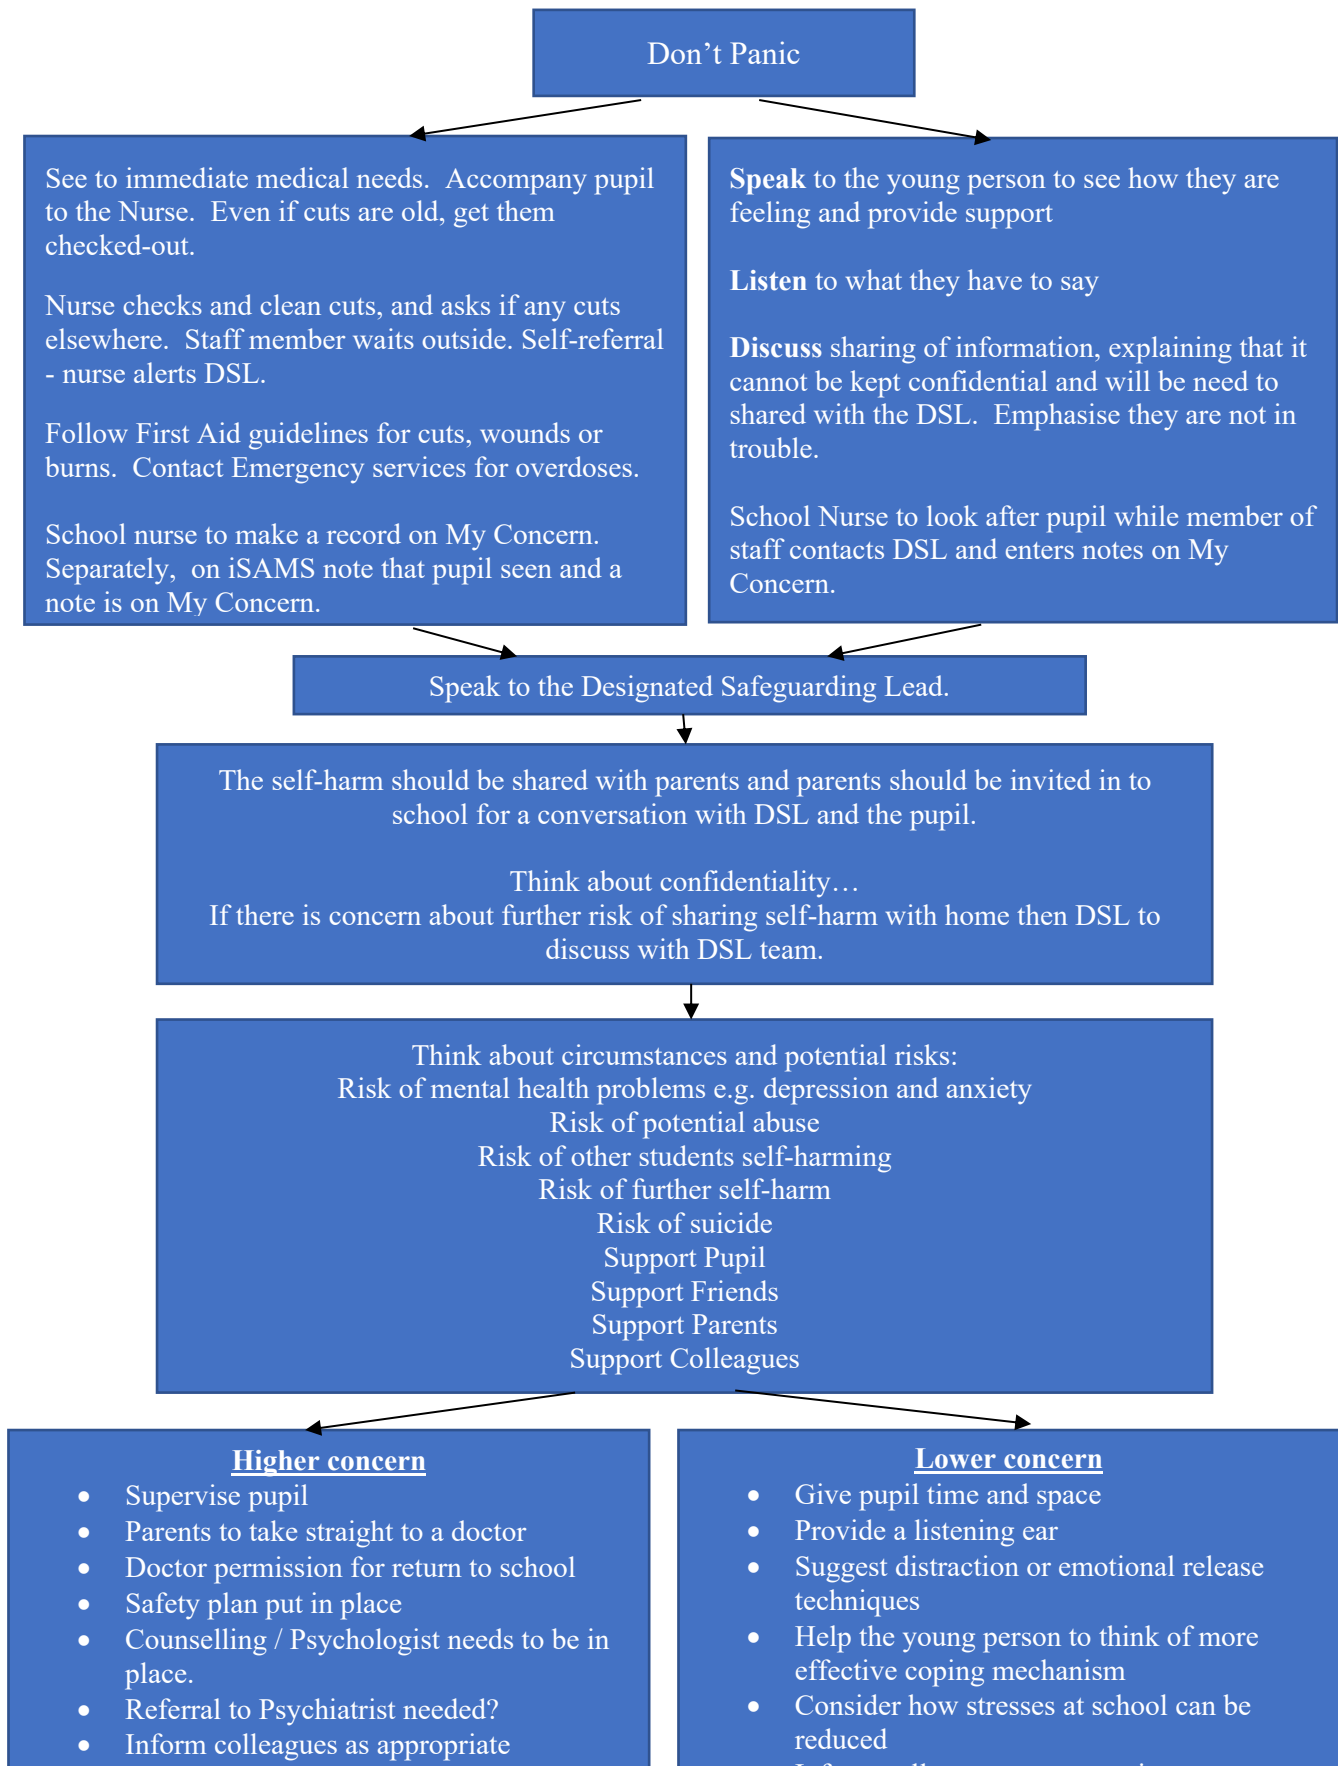 Don’t Panic
See to immediate medical needs.  Accompany pupil
to the Nurse.  Even if cuts are old, get them
checked-out.
Nurse checks and clean cuts, and asks if any cuts
elsewhere.  Staff member waits outside. Self-referral
- nurse alerts DSL.
Follow First Aid guidelines for cuts, wounds or
burns.  Contact Emergency services for overdoses.
School nurse to make a record on My Concern.
Separately,  on iSAMS note that pupil seen and a
note is on My Concern.
Speak to the young person to see how they are
feeling and provide support
Listen to what they have to say
Discuss sharing of information, explaining that it
cannot be kept confidential and will be need to
shared with the DSL.  Emphasise they are not in
trouble.
School Nurse to look after pupil while member of
staff contacts DSL and enters notes on My
Concern.
Speak to the Designated Safeguarding Lead.
The self-harm should be shared with parents and parents should be invited in to
school for a conversation with DSL and the pupil.
Think about confidentiality…
If there is concern about further risk of sharing self-harm with home then DSL to
discuss with DSL team.
Think about circumstances and potential risks:
Risk of mental health problems e.g. depression and anxiety
Risk of potential abuse
Risk of other students self-harming
Risk of further self-harm
Risk of suicide
Support Pupil
Support Friends
Support Parents
Support Colleagues
Higher concern
• Supervise pupil
• Parents to take straight to a doctor
• Doctor permission for return to school
• Safety plan put in place
• Counselling / Psychologist needs to be in
place.
• Referral to Psychiatrist needed?
• Inform colleagues as appropriate
Lower concern
• Give pupil time and space
• Provide a listening ear
• Suggest distraction or emotional release
techniques
• Help the young person to think of more
effective coping mechanism
• Consider how stresses at school can be
reduced